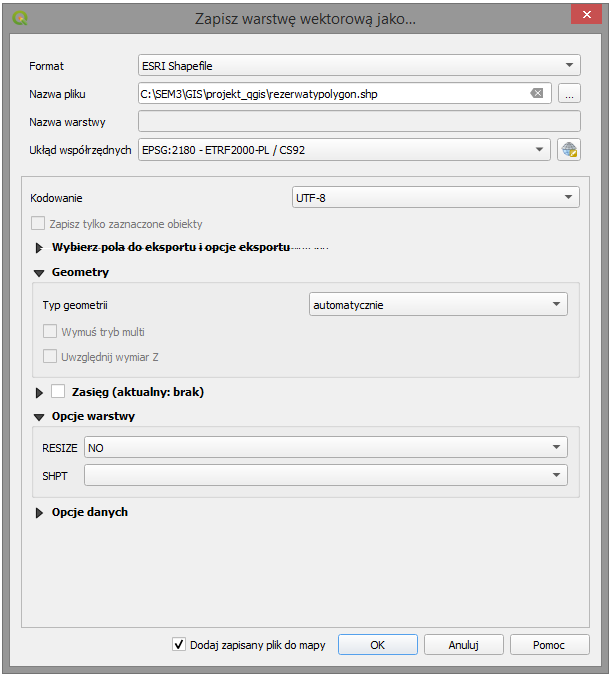 Zapisz warstwę wektorową jako...
Format ESRI Shapefile
Nazwa pliku C:\SEM3\GIS\projekt_qgis\rezerwatypolygon.shp ...
Nazwa warstwy
Układ współrzędnych EPSG:2180 - ETRF2000-PL / CS92
Kodowanie UTF-8
Zapisz tylko zaznaczone obiekty
Wybierz pola do eksportu i opcje eksportu
Geometry
Typ geometrii automatycznie
Wymuś tryb multi
Uwzględnij wymiar Z
Zasięg (aktualny: brak)
Opcje warstwy
RESIZE NO
SHPT
Opcje danych
Dodaj zapisany plik do mapy OK Anuluj Pomoc